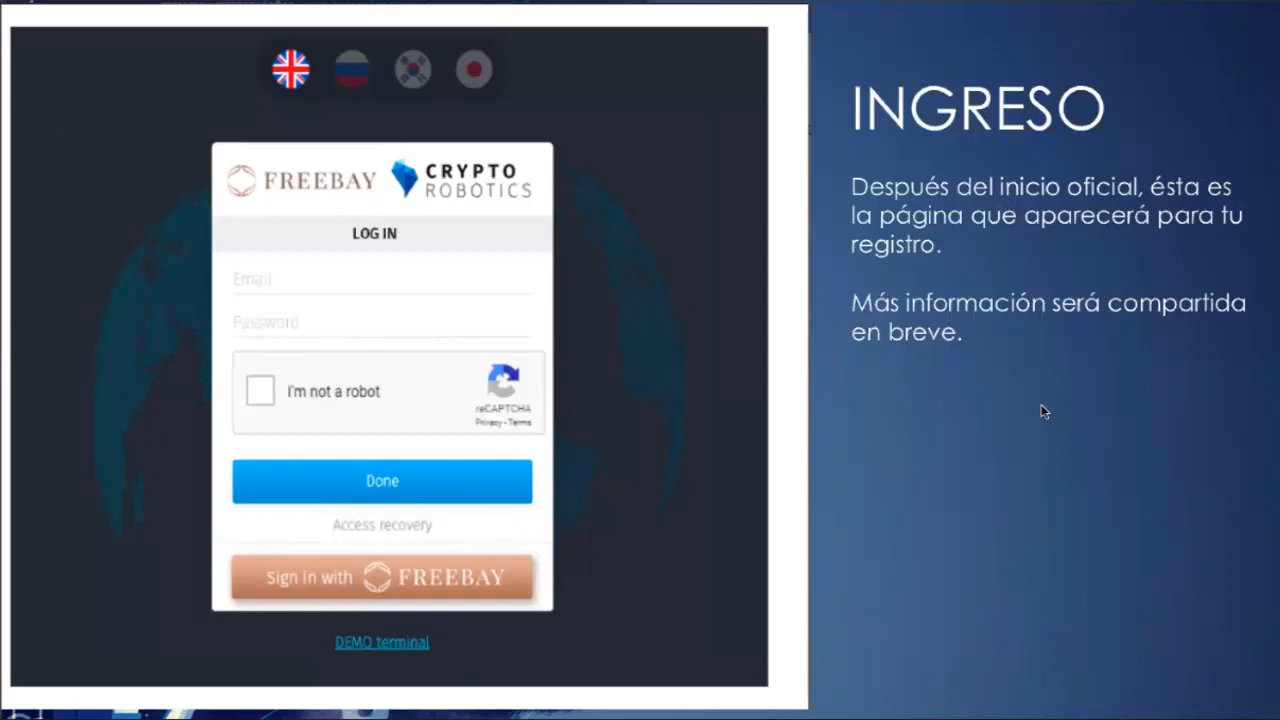 FREEBAY
CRYPTO
ROBOTICS
LOG IN
Email
Password
I'm not a robot
reCAPTCHA
Privacy - Terms
Done
Access recovery
Sign in with FREEBAY
DEMO terminal
INGRESO
Después del inicio oficial, ésta es
la página que aparecerá para tu
registro.
Más información será compartida
en breve.